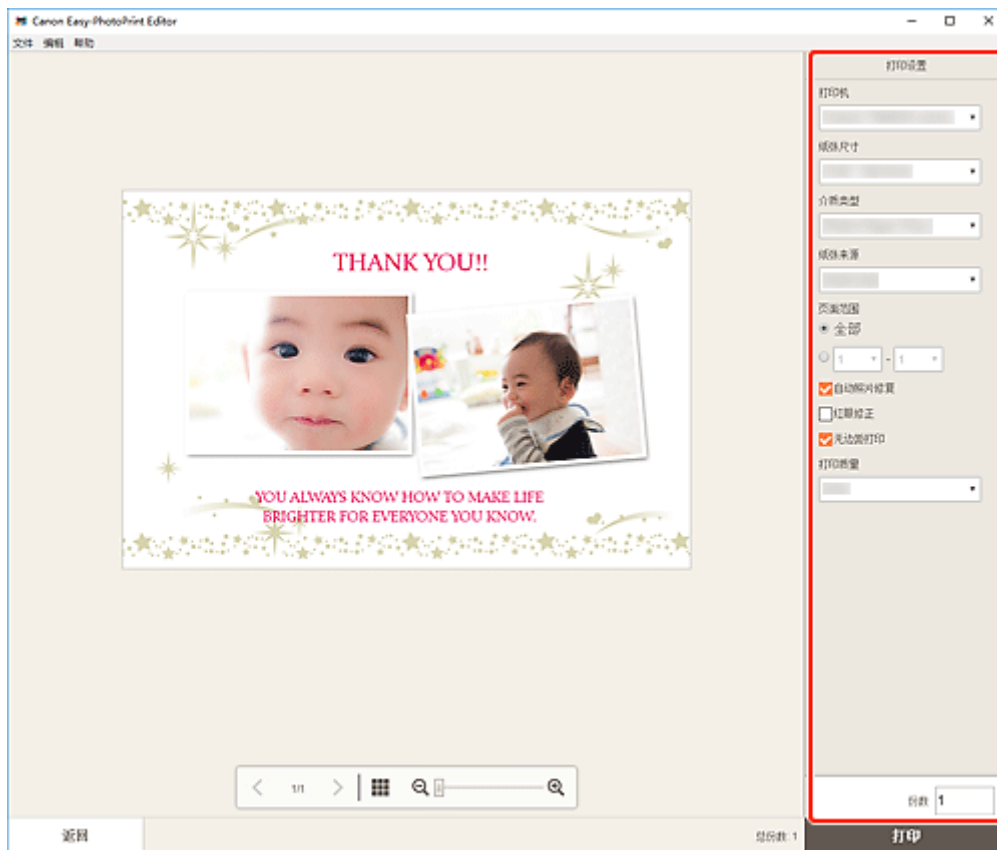 Canon Easy-PhotoPrint Editor
文件 编辑 帮助
打印设置
打印机
纸张尺寸
介质类型
纸张来源
页面范围
全部
1 - 1
自动照片修复
红眼修正
无边距打印
打印质量
THANK YOU!!
YOU ALWAYS KNOW HOW TO MAKE LIFE
BRIGHTER FOR EVERYONE YOU KNOW.
1/1
份数 1
返回
总份数: 1
打印